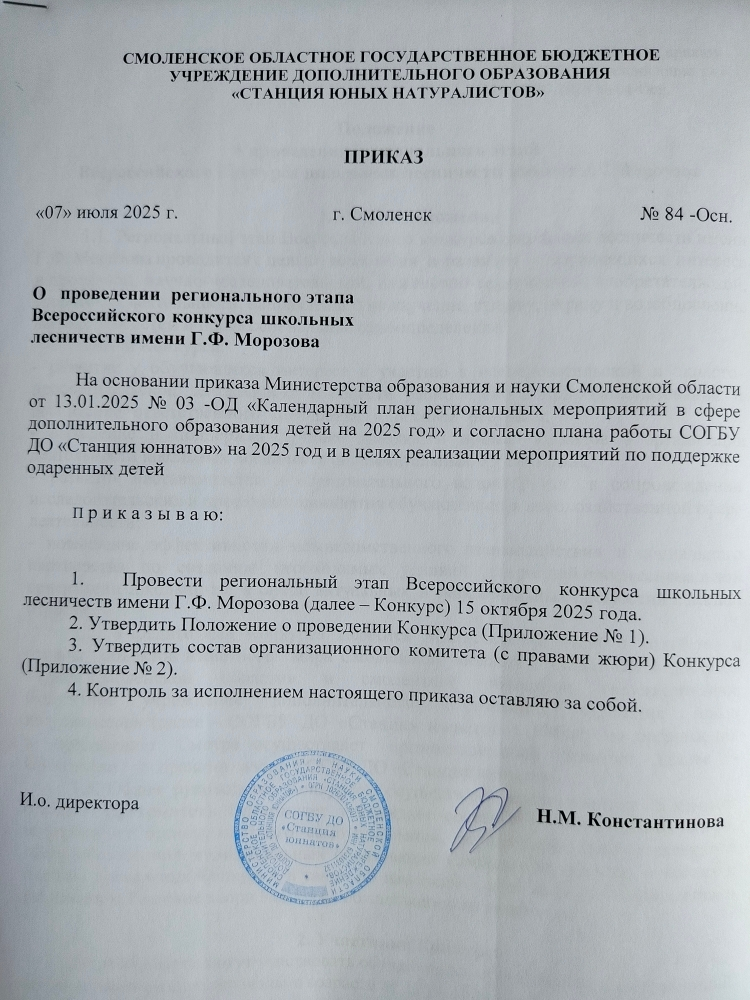 СМОЛЕНСКОЕ ОБЛАСТНОЕ ГОСУДАРСТВЕННОЕ БЮДЖЕТНОЕ
УЧРЕЖДЕНИЕ ДОПОЛНИТЕЛЬНОГО ОБРАЗОВАНИЯ
«СТАНЦИЯ ЮНЫХ НАТУРАЛИСТОВ»
ПРИКАЗ
«07» июля 2025 г. г. Смоленск № 84 -Осн.
О проведении регионального этапа
Всероссийского конкурса школьных
лесничеств имени Г.Ф. Морозова
На основании приказа Министерства образования и науки Смоленской области
от 13.01.2025 № 03 -ОД «Календарный план региональных мероприятий в сфере
дополнительного образования детей на 2025 год» и согласно плана работы СОГБУ
ДО «Станция юннатов» на 2025 год и в целях реализации мероприятий по поддержке
одаренных детей
П р и к а з ы в а ю:
1. Провести региональный этап Всероссийского конкурса школьных
лесничеств имени Г.Ф. Морозова (далее – Конкурс) 15 октября 2025 года.
2. Утвердить Положение о проведении Конкурса (Приложение № 1).
3. Утвердить состав организационного комитета (с правами жюри) Конкурса
(Приложение № 2).
4. Контроль за исполнением настоящего приказа оставляю за собой.
И.о. директора
СОГБУ ДО
«Станция
юннатов»
Н.М. Константинова